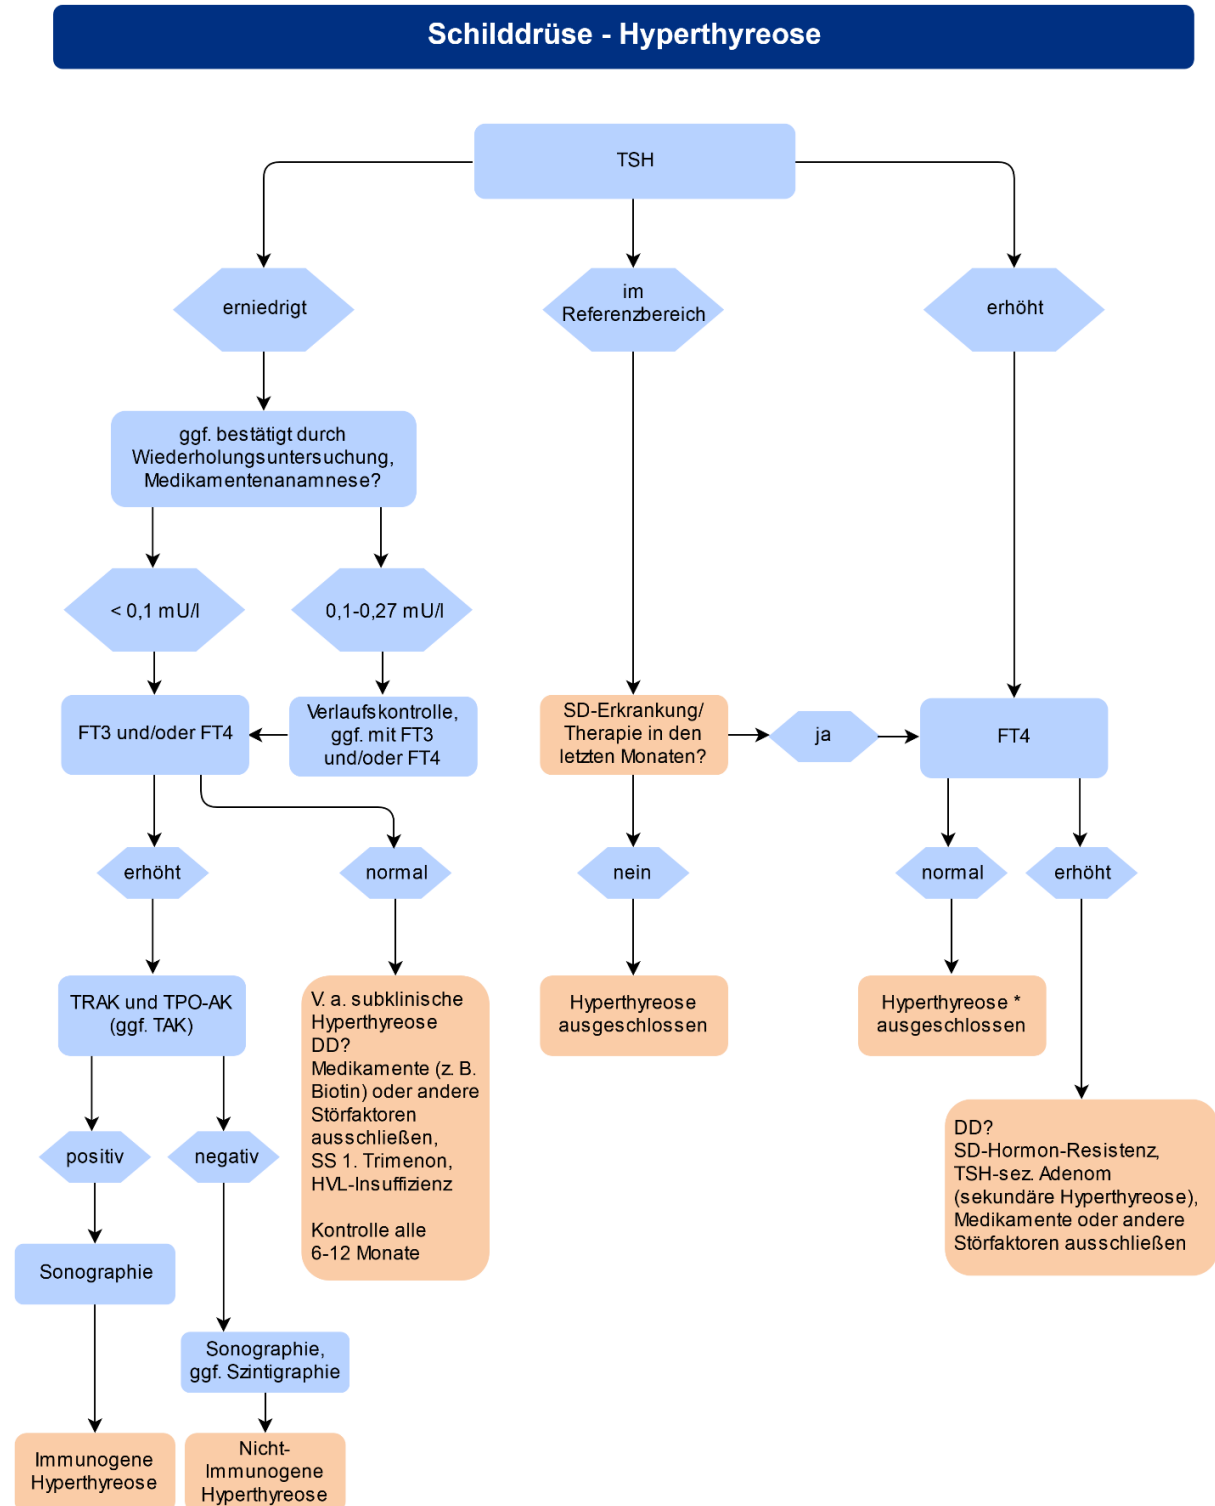 Schilddrüse - Hyperthyreose
TSH
erniedrigt
im
Referenzbereich
erhöht
ggf. bestätigt durch
Wiederholungsuntersuchung,
Medikamentenanamnese?
< 0,1 mU/l
0,1-0,27 mU/l
FT3 und/oder FT4
Verlaufskontrolle,
ggf. mit FT3
und/oder FT4
SD-Erkrankung/
Therapie in den
letzten Monaten?
ja
FT4
erhöht
normal
nein
normal
erhöht
TRAK und TPO-AK
(ggf. TAK)
V. a. subklinische
Hyperthyreose
DD?
Medikamente (z. B.
Biotin) oder andere
Störfaktoren
ausschließen,
SS 1. Trimenon,
HVL-Insuffizienz
Kontrolle alle
6-12 Monate
Hyperthyreose
ausgeschlossen
Hyperthyreose *
ausgeschlossen
positiv
negativ
DD?
SD-Hormon-Resistenz,
TSH-sez. Adenom
(sekundäre Hyperthyreose),
Medikamente oder andere
Störfaktoren ausschließen
Sonographie
Sonographie,
ggf. Szintigraphie
Immunogene
Hyperthyreose
Nicht-
Immunogene
Hyperthyreose